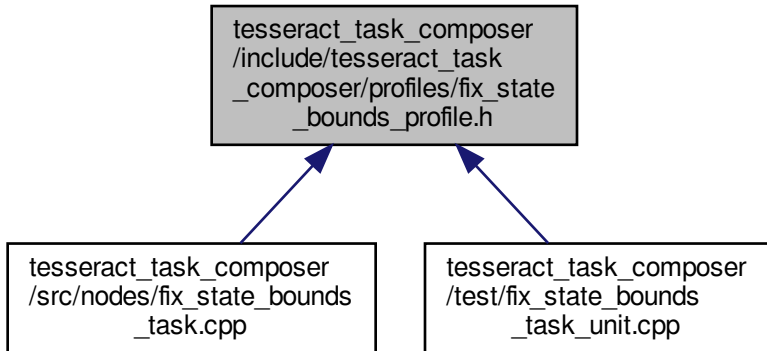 tesseract_task_composer
/include/tesseract_task
_composer/profiles/fix_state
_bounds_profile.h
tesseract_task_composer
/src/nodes/fix_state_bounds
_task.cpp
tesseract_task_composer
/test/fix_state_bounds
_task_unit.cpp